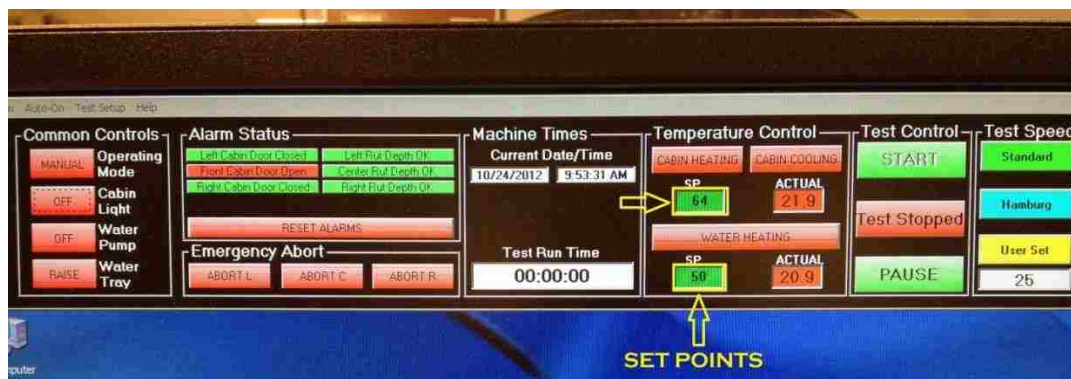 Auto-On Test Setup Help
Common Controls
MANUAL Operating Mode
OFF Cabin Light
OFF Water Pump
RAISE Water Tray
Alarm Status
Left Cabin Door Closed Left Rut Depth OK
Front Cabin Door Open Center Rut Depth OK
Right Cabin Door Closed Right Rut Depth OK
RESET ALARMS
Emergency Abort
ABORT L ABORT C ABORT R
Machine Times
Current Date/Time
10/24/2012 9:53:31 AM
Test Run Time
00:00:00
Temperature Control
CABIN HEATING CABIN COOLING
SP ACTUAL
64 21.9
WATER HEATING
SP ACTUAL
50 20.9
SET POINTS
Test Control
START
Test Stopped
PAUSE
Test Speed
Standard
Hamburg
User Set
25